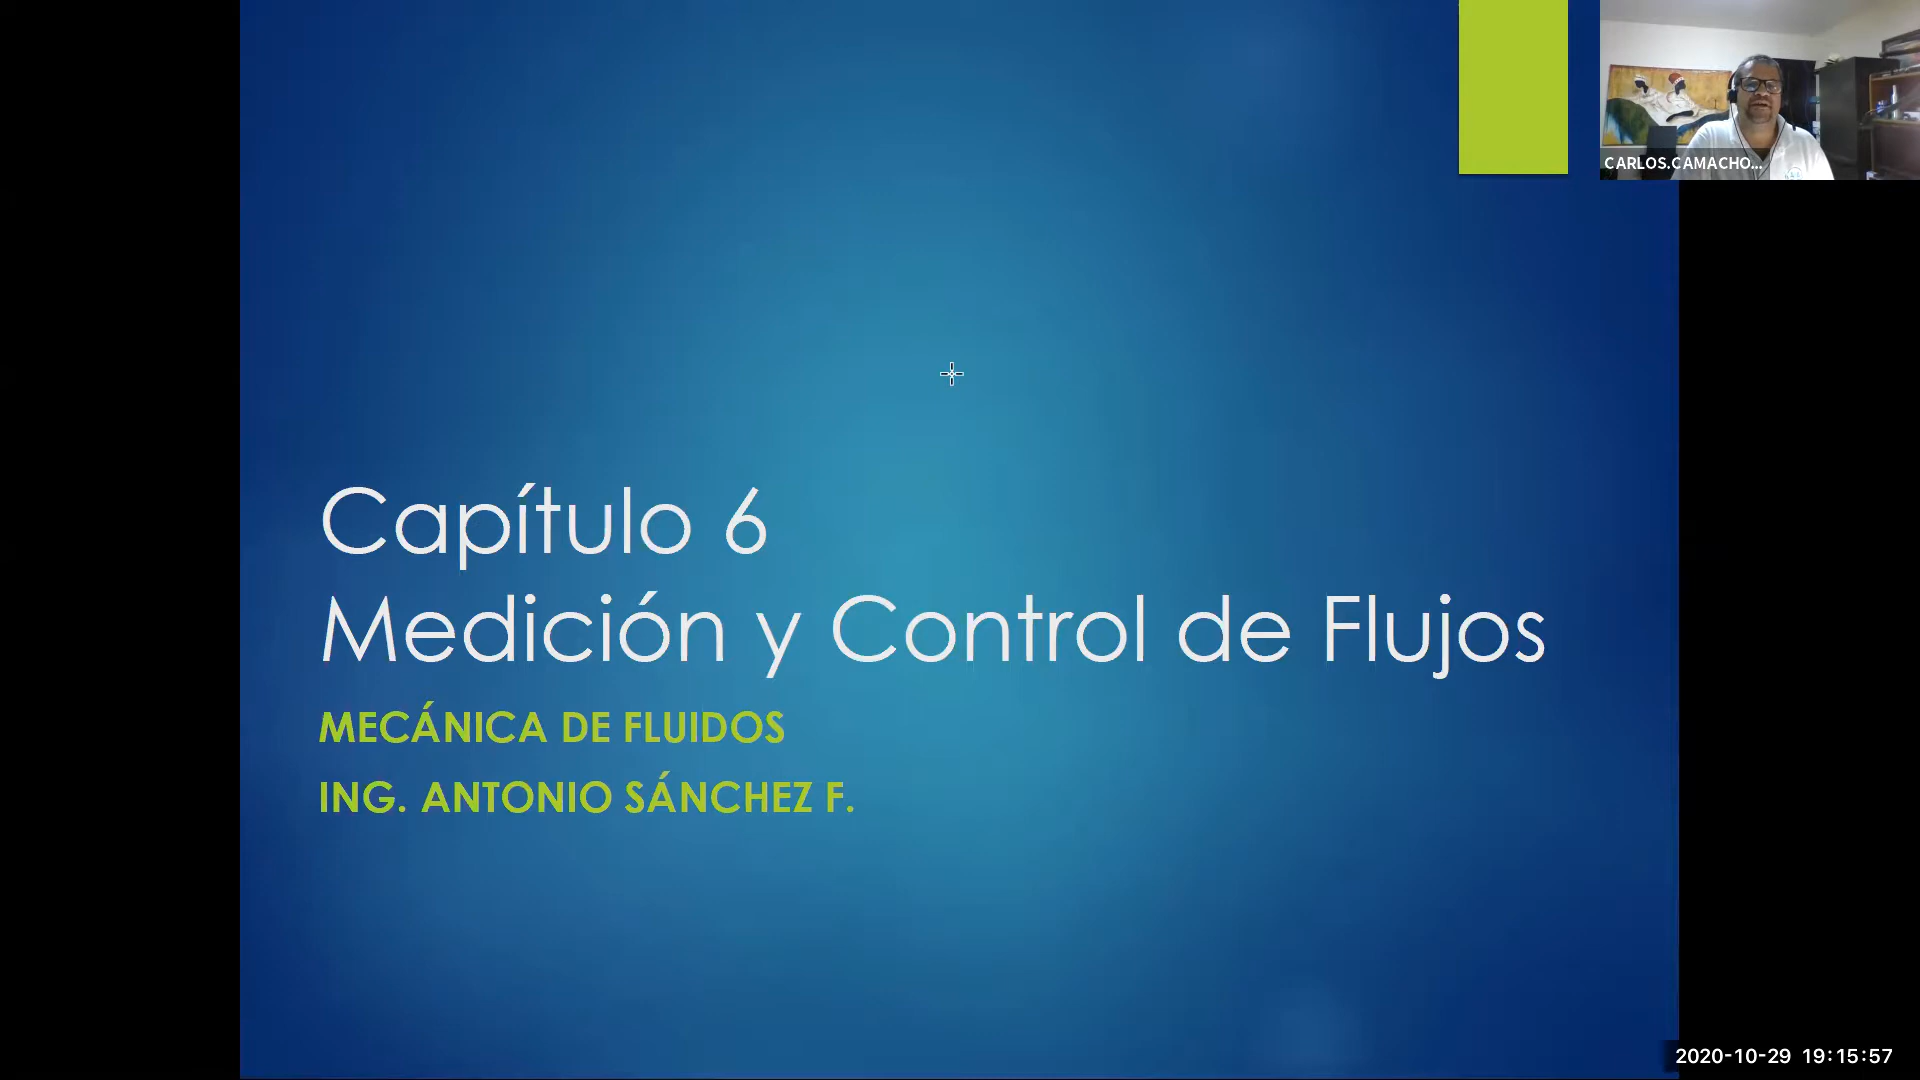 CARLOS.CAMACHO...
Capítulo 6
Medición y Control de Flujos
MECÁNICA DE FLUIDOS
ING. ANTONIO SÁNCHEZ F.
2020-10-29 19:15:57